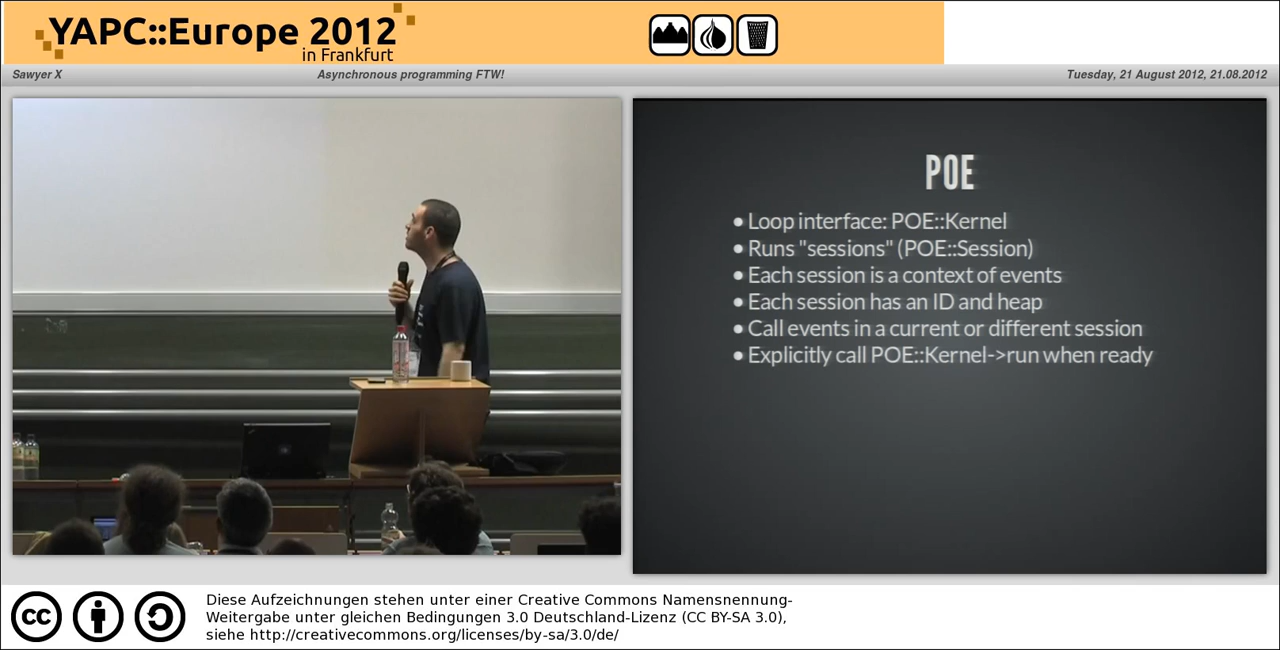 YAPC::Europe 2012
in Frankfurt
Sawyer X
Asynchronous programming FTW!
Tuesday, 21 August 2012, 21.08.2012
POE
• Loop interface: POE::Kernel
• Runs "sessions" (POE::Session)
• Each session is a context of events
• Each session has an ID and heap
• Call events in a current or different session
• Explicitly call POE::Kernel->run when ready
cc
Diese Aufzeichnungen stehen unter einer Creative Commons Namensnennung-
Weitergabe unter gleichen Bedingungen 3.0 Deutschland-Lizenz (CC BY-SA 3.0),
siehe http://creativecommons.org/licenses/by-sa/3.0/de/